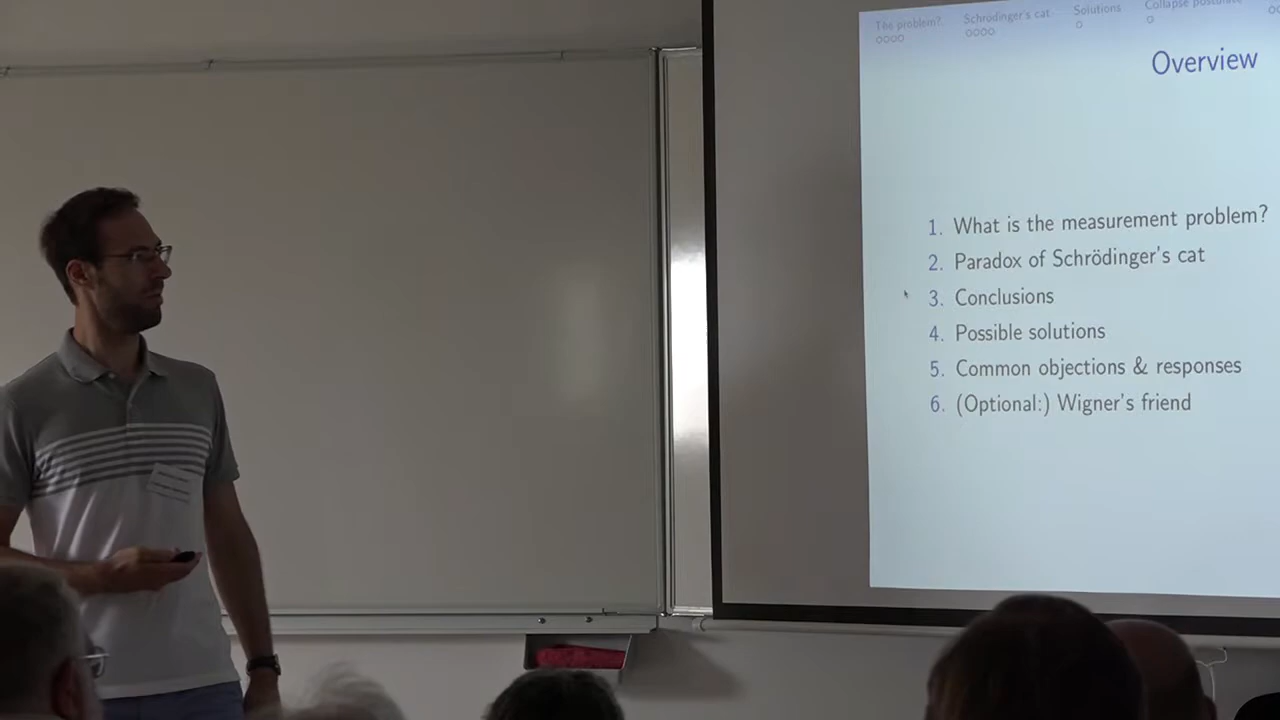 The problem? Schrödinger's cat Solutions Collapse postulate
Overview
1. What is the measurement problem?
2. Paradox of Schrödinger's cat
3. Conclusions
4. Possible solutions
5. Common objections & responses
6. (Optional:) Wigner's friend